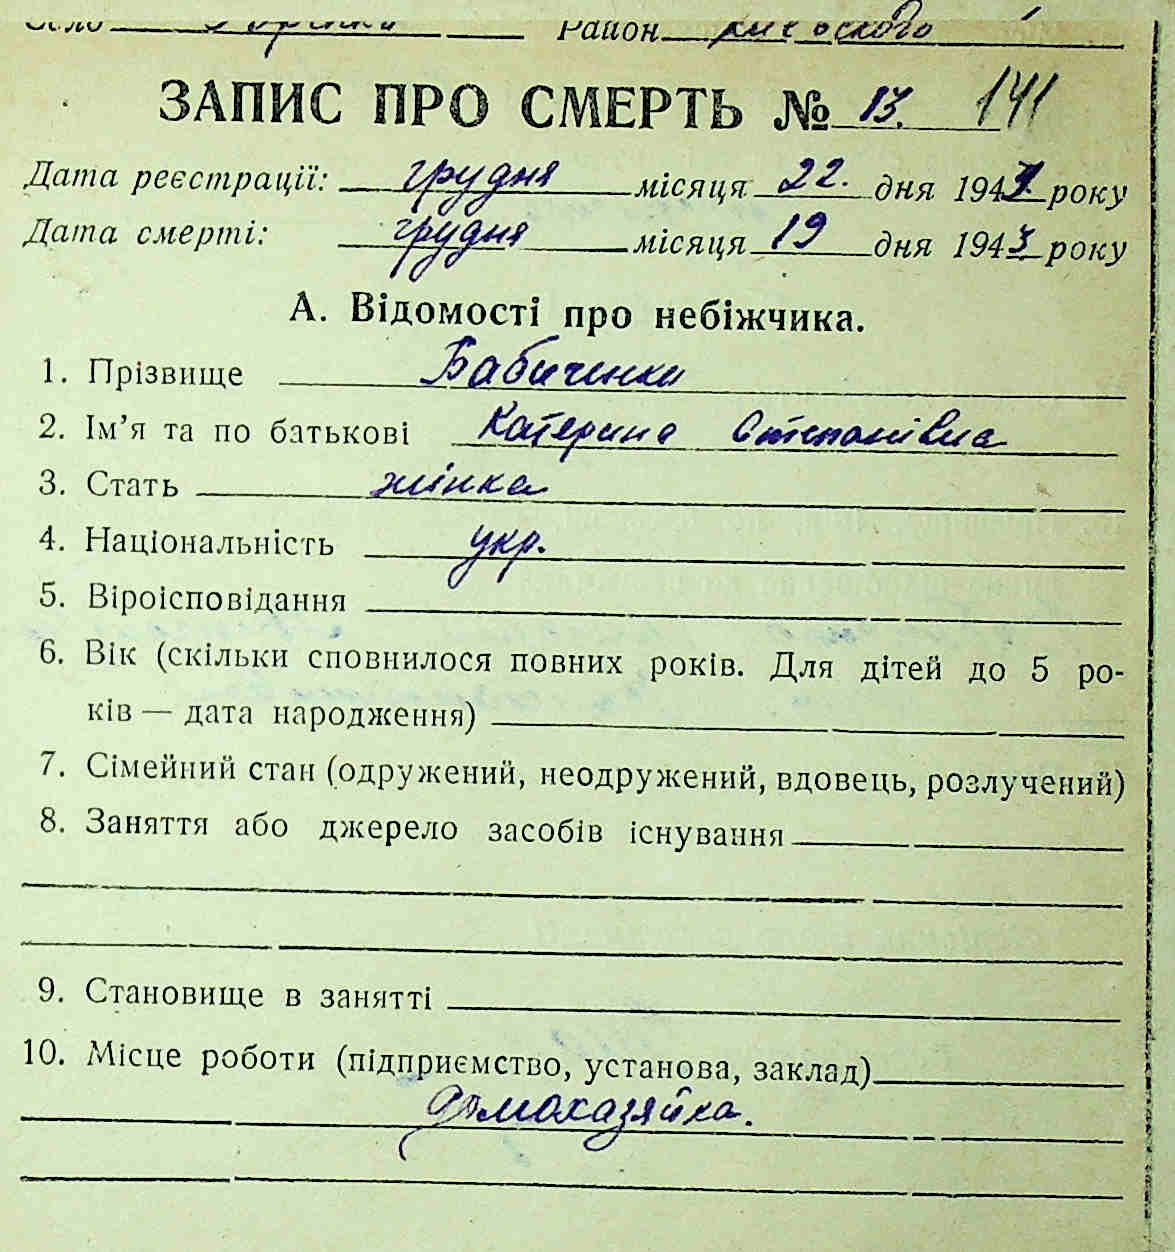 Район Київського
ЗАПИС ПРО СМЕРТЬ № 13. 141
Дата реєстрації: грудня місяця 22. дня 194 року
Дата смерті: грудня місяця 19 дня 1943 року
А. Відомості про небіжчика.
1. Прізвище Бабиченко
2. Ім’я та по батькові Катерина Степанівна
3. Стать жінка
4. Національність укр.
5. Віроісповідання
6. Вік (скільки сповнилося повних років. Для дітей до 5 ро-
ків — дата народження)
7. Сімейний стан (одружений, неодружений, вдовець, розлучений)
8. Заняття або джерело засобів існування
9. Становище в занятті
10. Місце роботи (підприємство, установа, заклад)
домохазяйка.